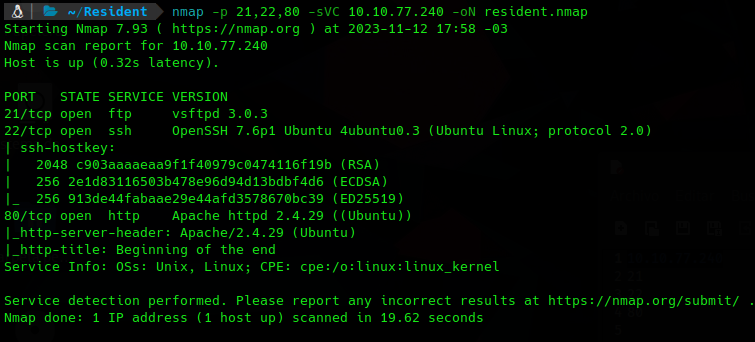 ~/Resident nmap -p 21,22,80 -sVC 10.10.77.240 -oN resident.nmap
Starting Nmap 7.93 ( https://nmap.org ) at 2023-11-12 17:58 -03
Nmap scan report for 10.10.77.240
Host is up (0.32s latency).
PORT   STATE SERVICE VERSION
21/tcp open  ftp     vsftpd 3.0.3
22/tcp open  ssh     OpenSSH 7.6p1 Ubuntu 4ubuntu0.3 (Ubuntu Linux; protocol 2.0)
| ssh-hostkey:
|   2048 c903aaaaeaa9f1f40979c0474116f19b (RSA)
|   256 2e1d83116503b478e96d94d13bdbf4d6 (ECDSA)
|_  256 913de44fabaae29e44afd3578670bc39 (ED25519)
80/tcp open  http    Apache httpd 2.4.29 ((Ubuntu))
|_http-server-header: Apache/2.4.29 (Ubuntu)
|_http-title: Beginning of the end
Service Info: OSs: Unix, Linux; CPE: cpe:/o:linux:linux_kernel
Service detection performed. Please report any incorrect results at https://nmap.org/submit/ .
Nmap done: 1 IP address (1 host up) scanned in 19.62 seconds